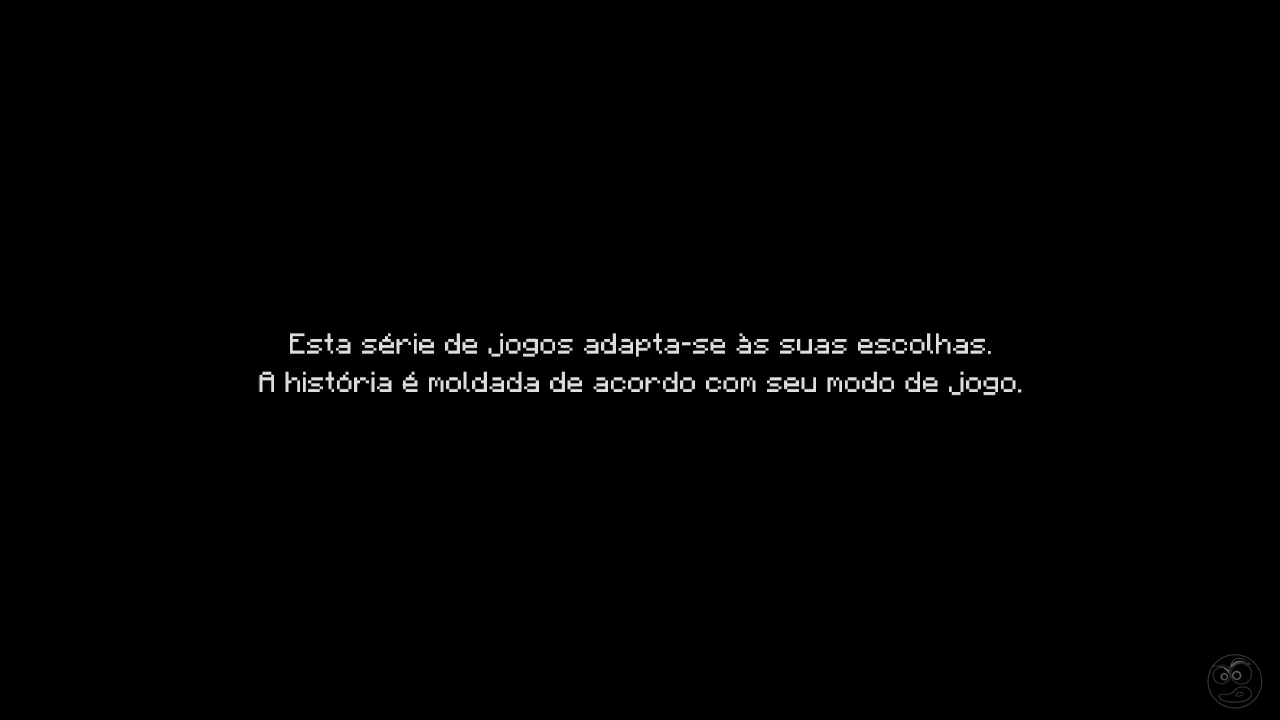 Esta série de jogos adapta-se às suas escolhas.
A história é moldada de acordo com seu modo de jogo.